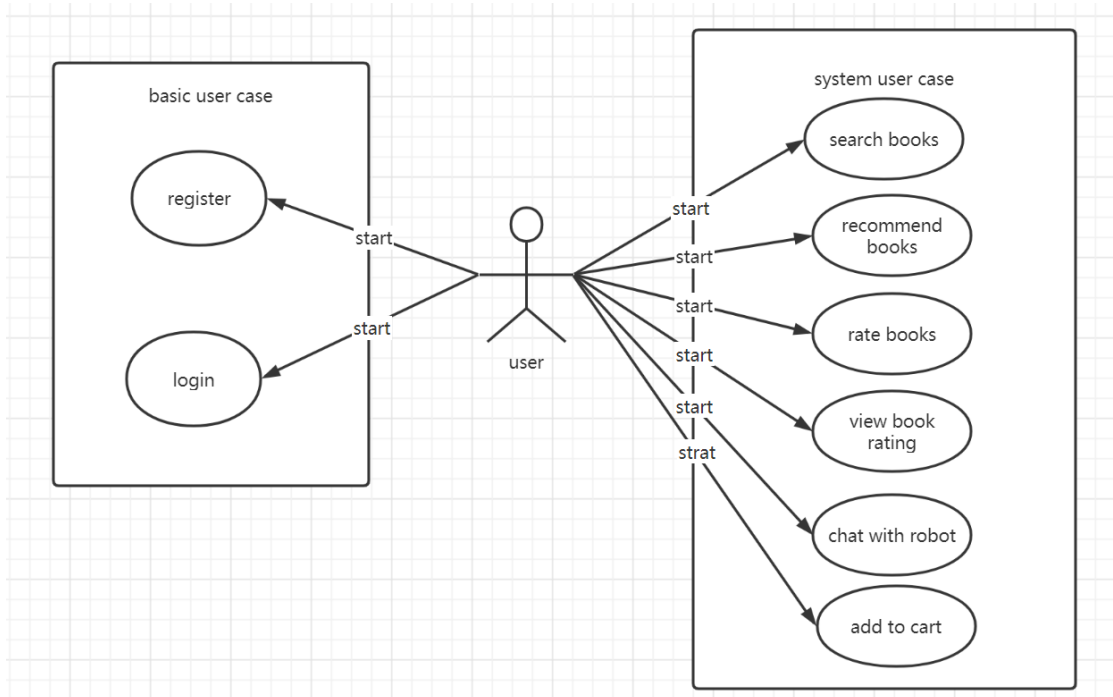 basic user case
register
login
start
start
user
system user case
start
start
start
start
start
strat
search books
recommend
books
rate books
view book
rating
chat with robot
add to cart